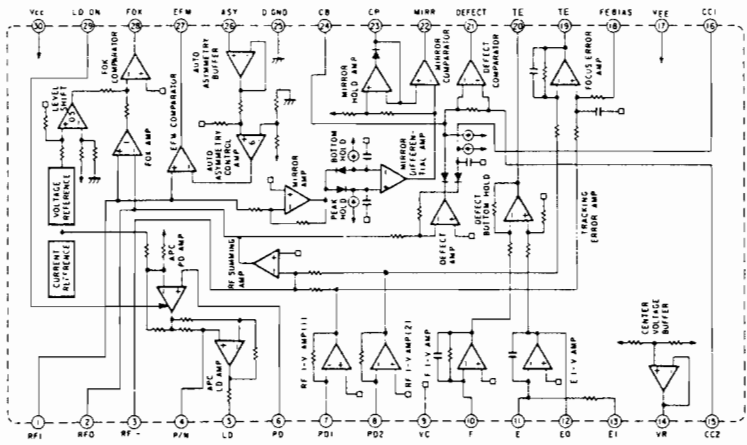 Vcc LD ON FOK EFM ASY D GND CB CP MIRR DEFECT TE TE FEBIAS VEE CC1
30 29 28 27 26 25 24 23 22 21 20 19 18 17 16
FOK COMPARATOR
LEVEL SHIFT
FOK AMP
EFM COMPARATOR
AUTO ASYMMETRY BUFFER
AUTO ASYMMETRY CONTROL AMP
MIRROR AMP
MIRROR HOLD AMP
MIRROR COMPARATOR
BOTTOM HOLD
PEAK HOLD
MIRROR DIFFEREN-TIAL AMP
DEFECT COMPARATOR
DEFECT AMP
DEFECT BOTTOM HOLD
FOCUS ERROR AMP
TRACKING ERROR AMP
VOLTAGE REFERENCE
CURRENT REFERENCE
APC PD AMP
APC LD AMP
RF SUMMING AMP
RF I-V AMP(1)
RF I-V AMP(2)
F I-V AMP
E I-V AMP
CENTER VOLTAGE BUFFER
1 2 3 4 5 6 7 8 9 10 11 12 13 14 15
RFI RFO RF- P/N LD PD PD1 PD2 VC F E EO EI VR CC2